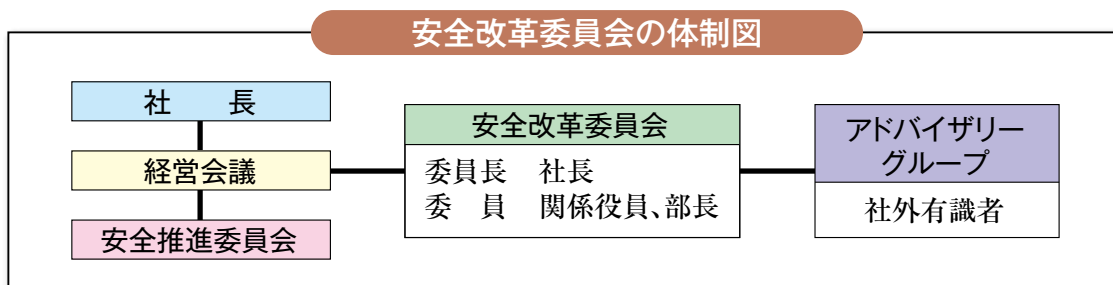 安全改革委員会の体制図
社　　長
経営会議
安全推進委員会
安全改革委員会
委員長　社長
委　員　関係役員、部長
アドバイザリー
グループ
社外有識者